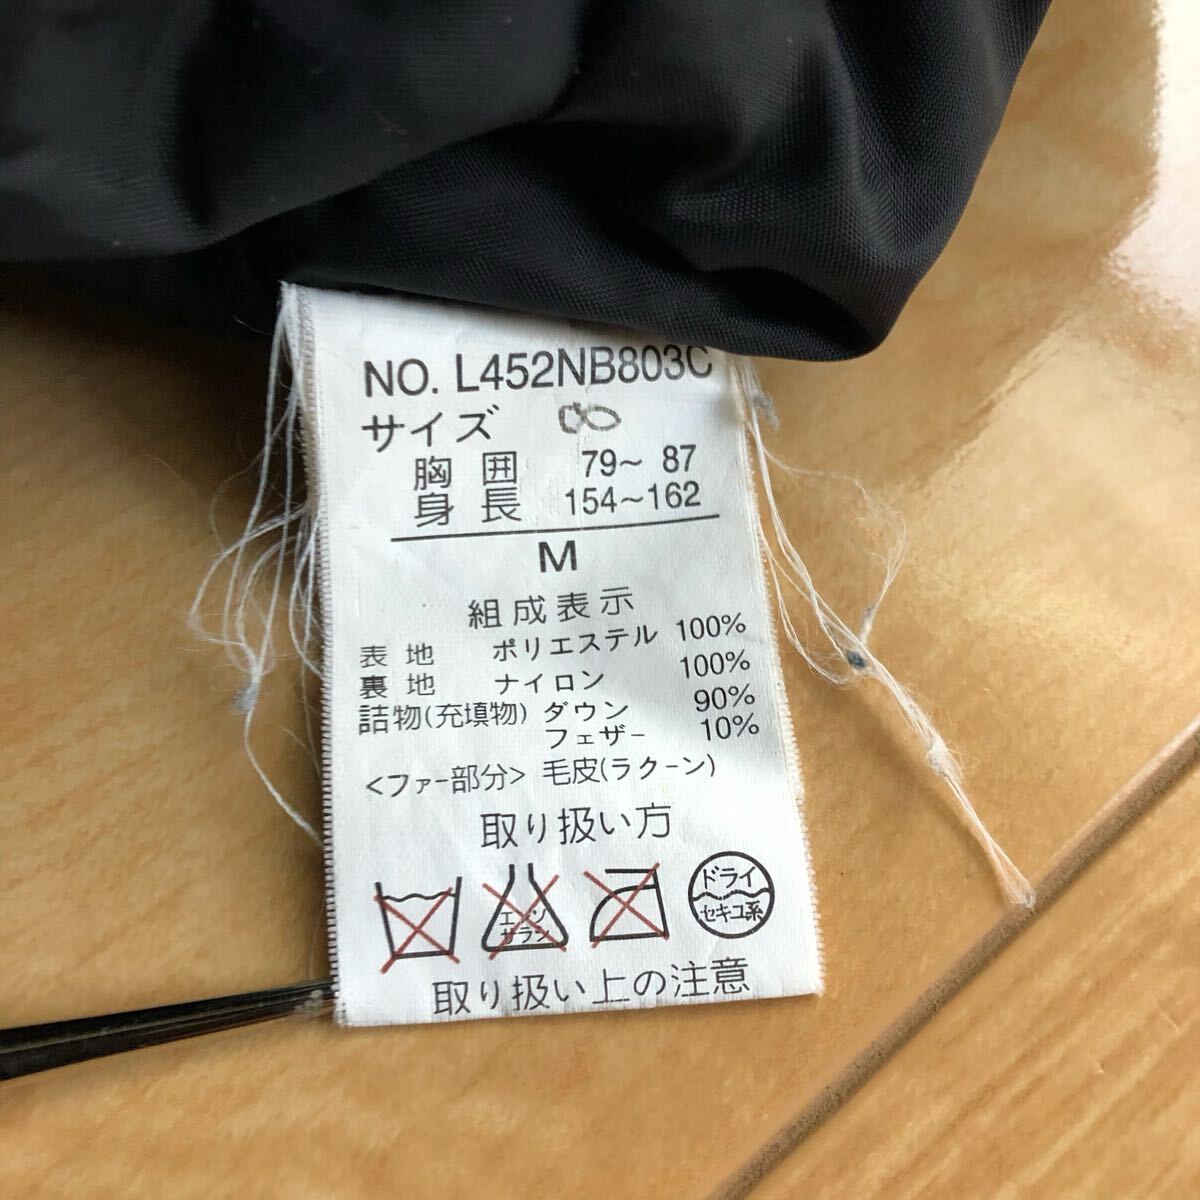 NO. L452NB803C
サイズ
胸囲 79～87
身長 154～162
M
組成表示
表地 ポリエステル 100%
裏地 ナイロン 100%
詰物(充填物) ダウン 90%
フェザー 10%
<ファー部分> 毛皮(ラクーン)
取り扱い方
エンソ
サラシ
ドライ
セキユ系
取り扱い上の注意